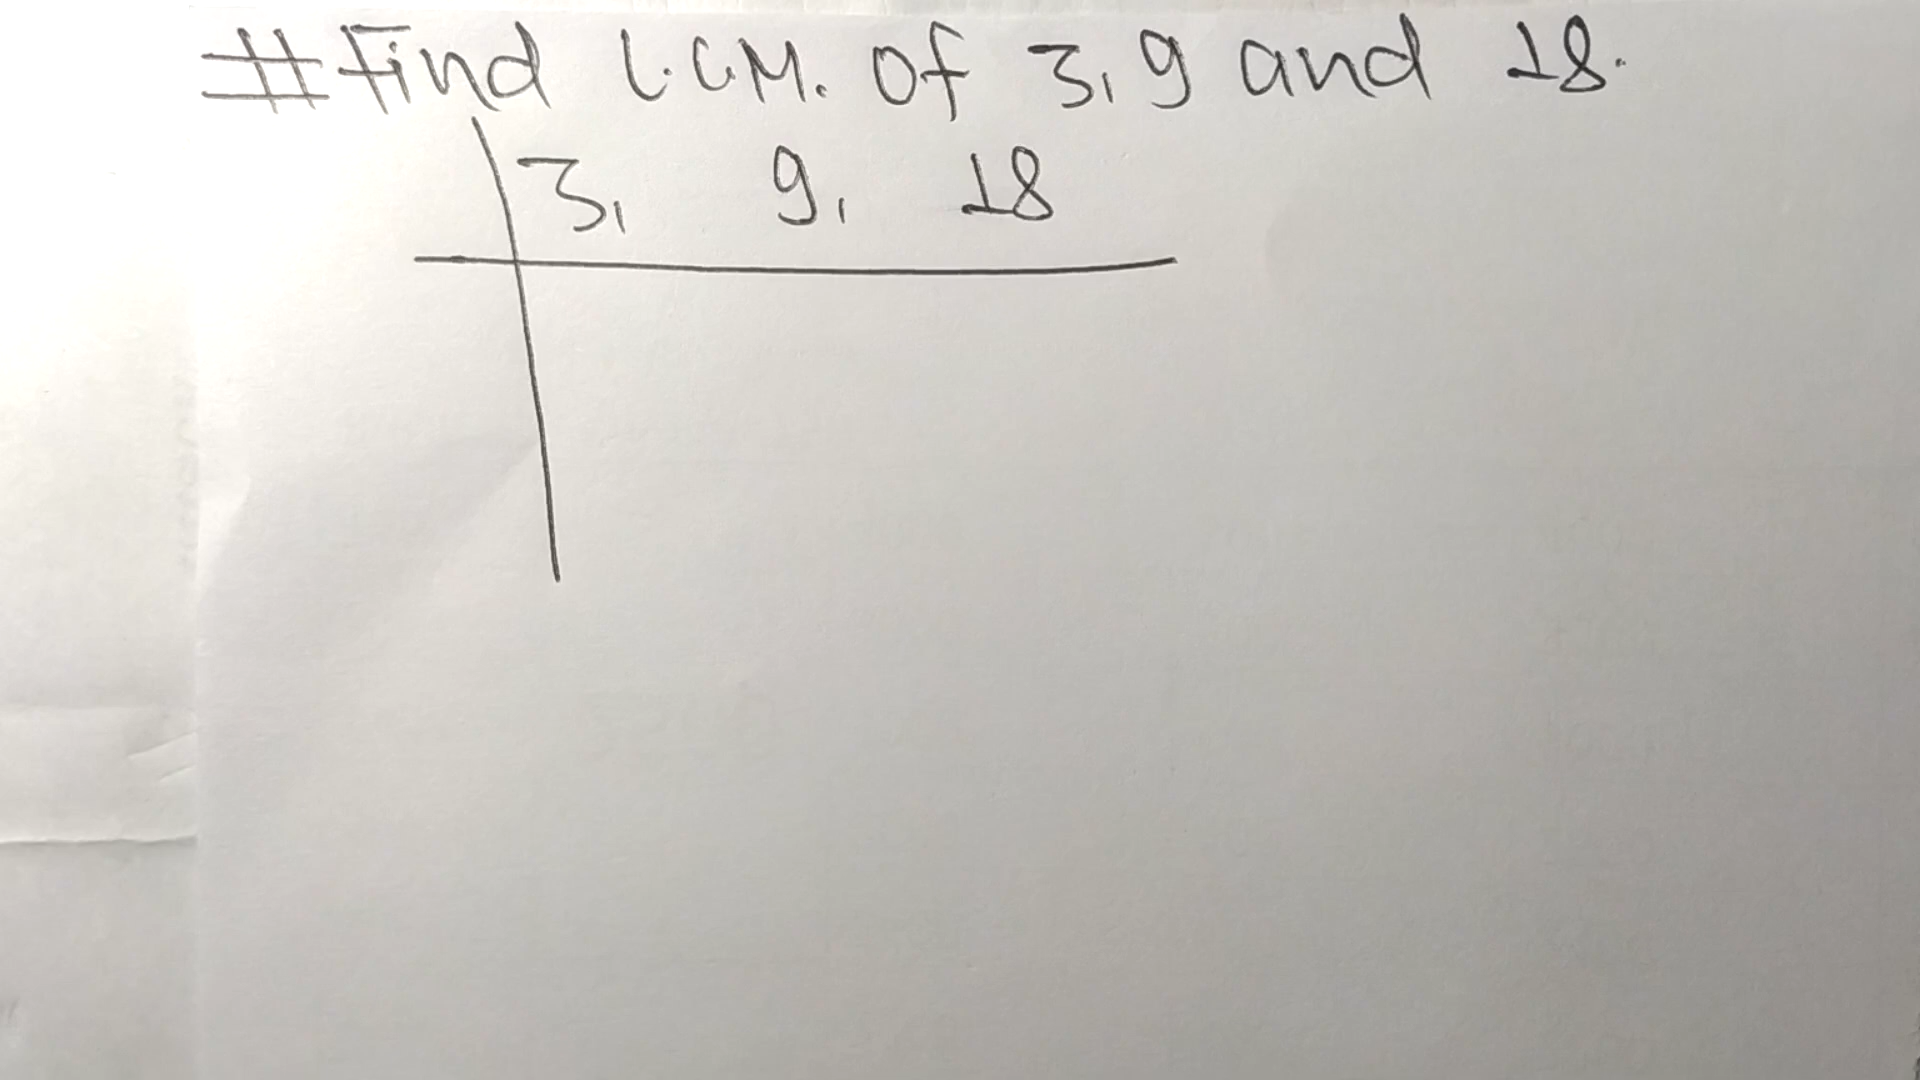 #Find L.C.M. of 3, 9 and 18.
3, 9, 18